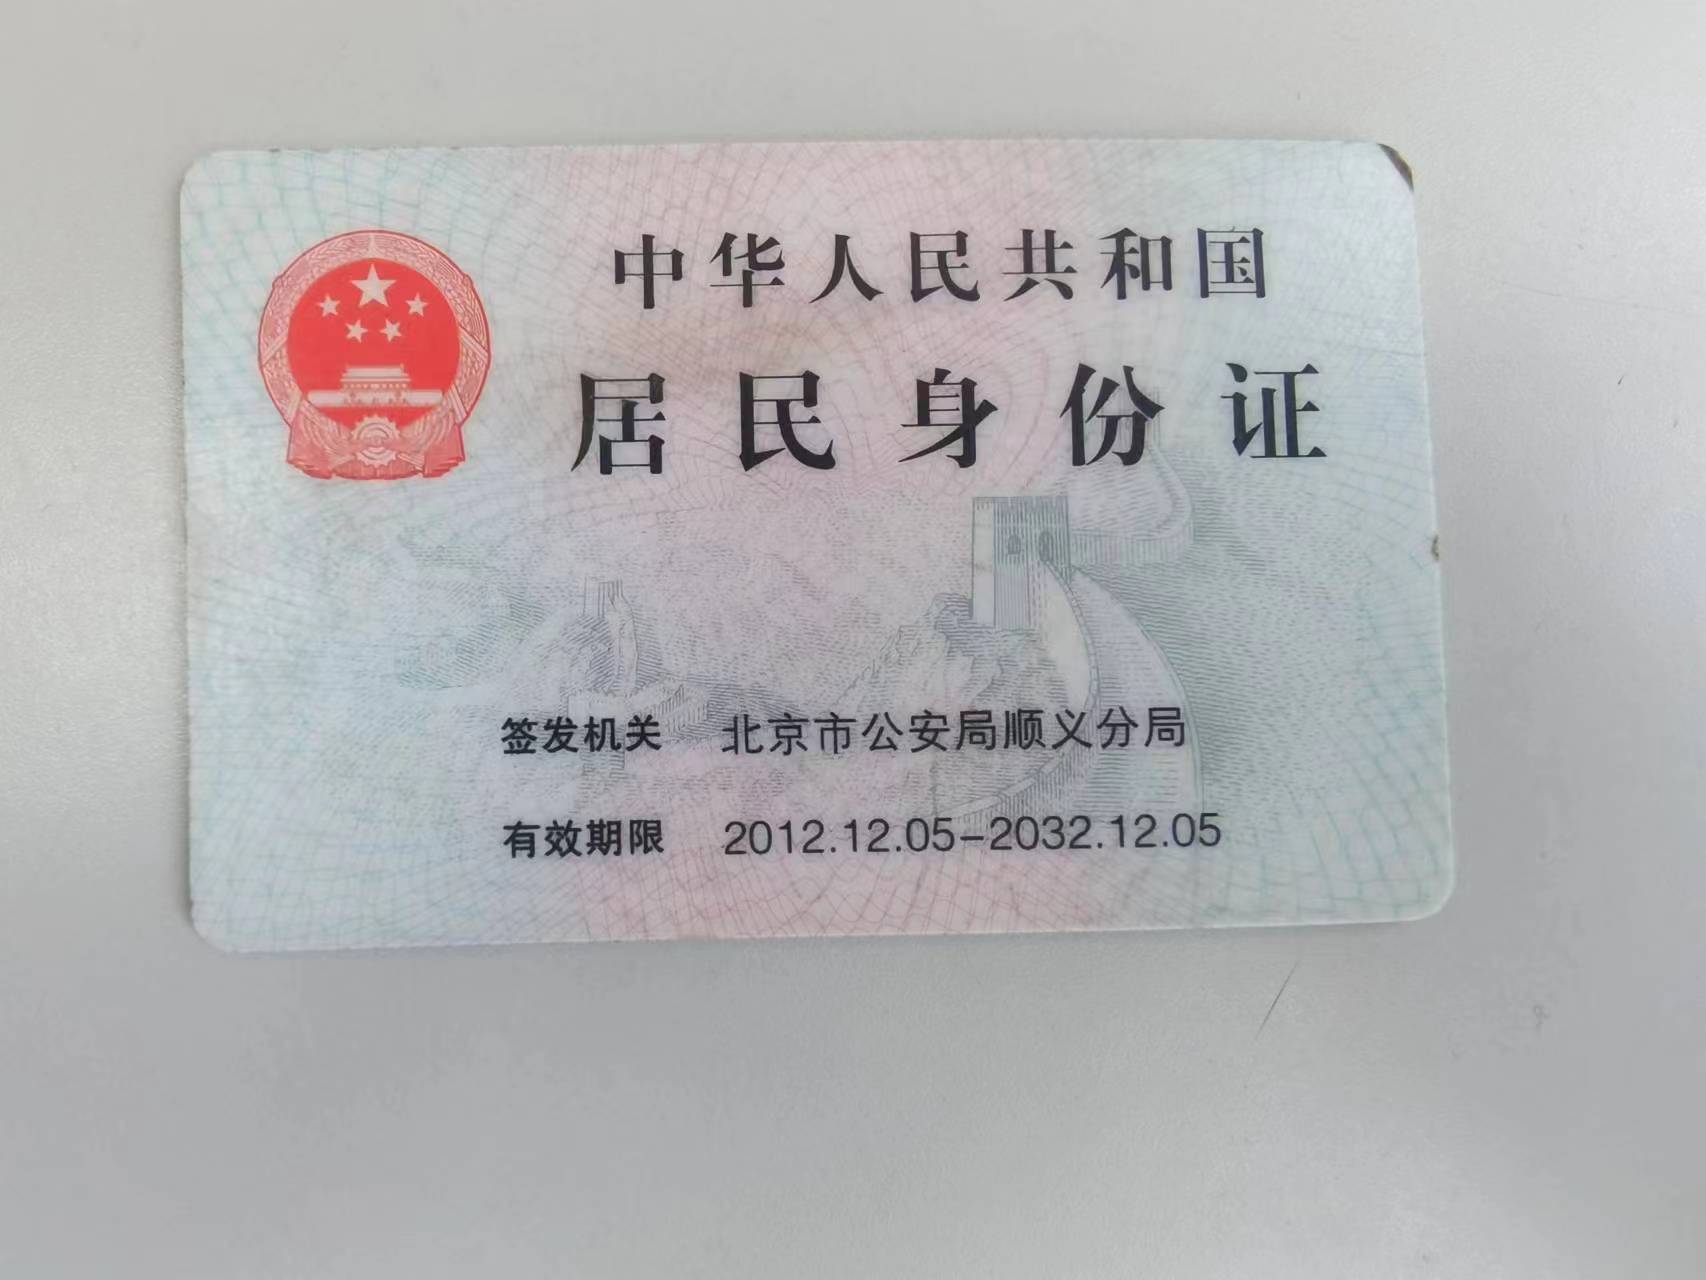 中华人民共和国
居民身份证
签发机关 北京市公安局顺义分局
有效期限 2012.12.05-2032.12.05